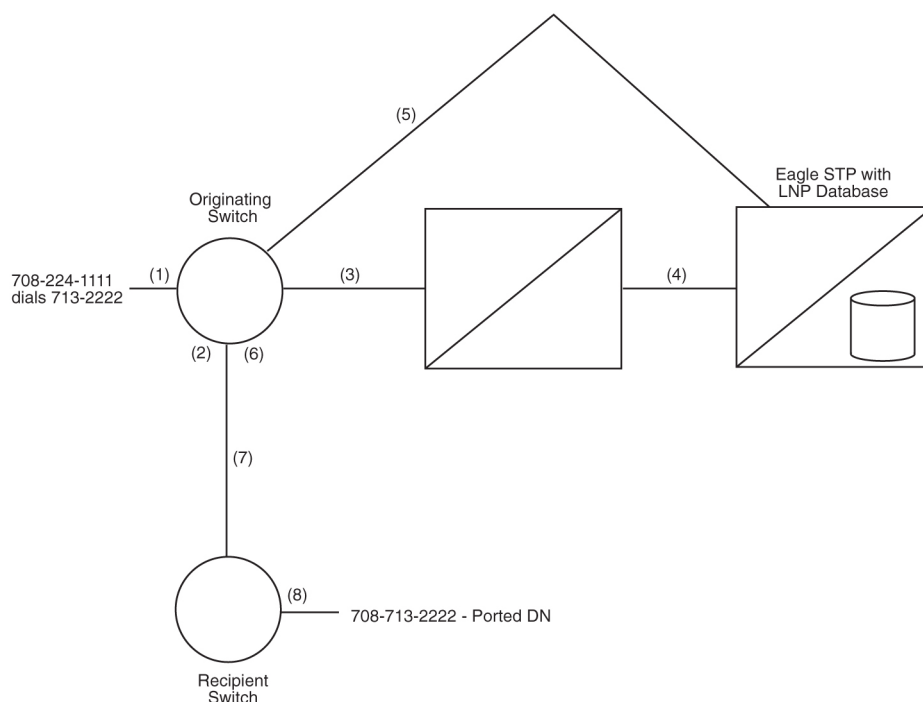 (5)
Eagle STP with
LNP Database
Originating
Switch
708-224-1111
dials 713-2222
(1)
(3)
(4)
(2)
(6)
(7)
(8)
708-713-2222 - Ported DN
Recipient
Switch